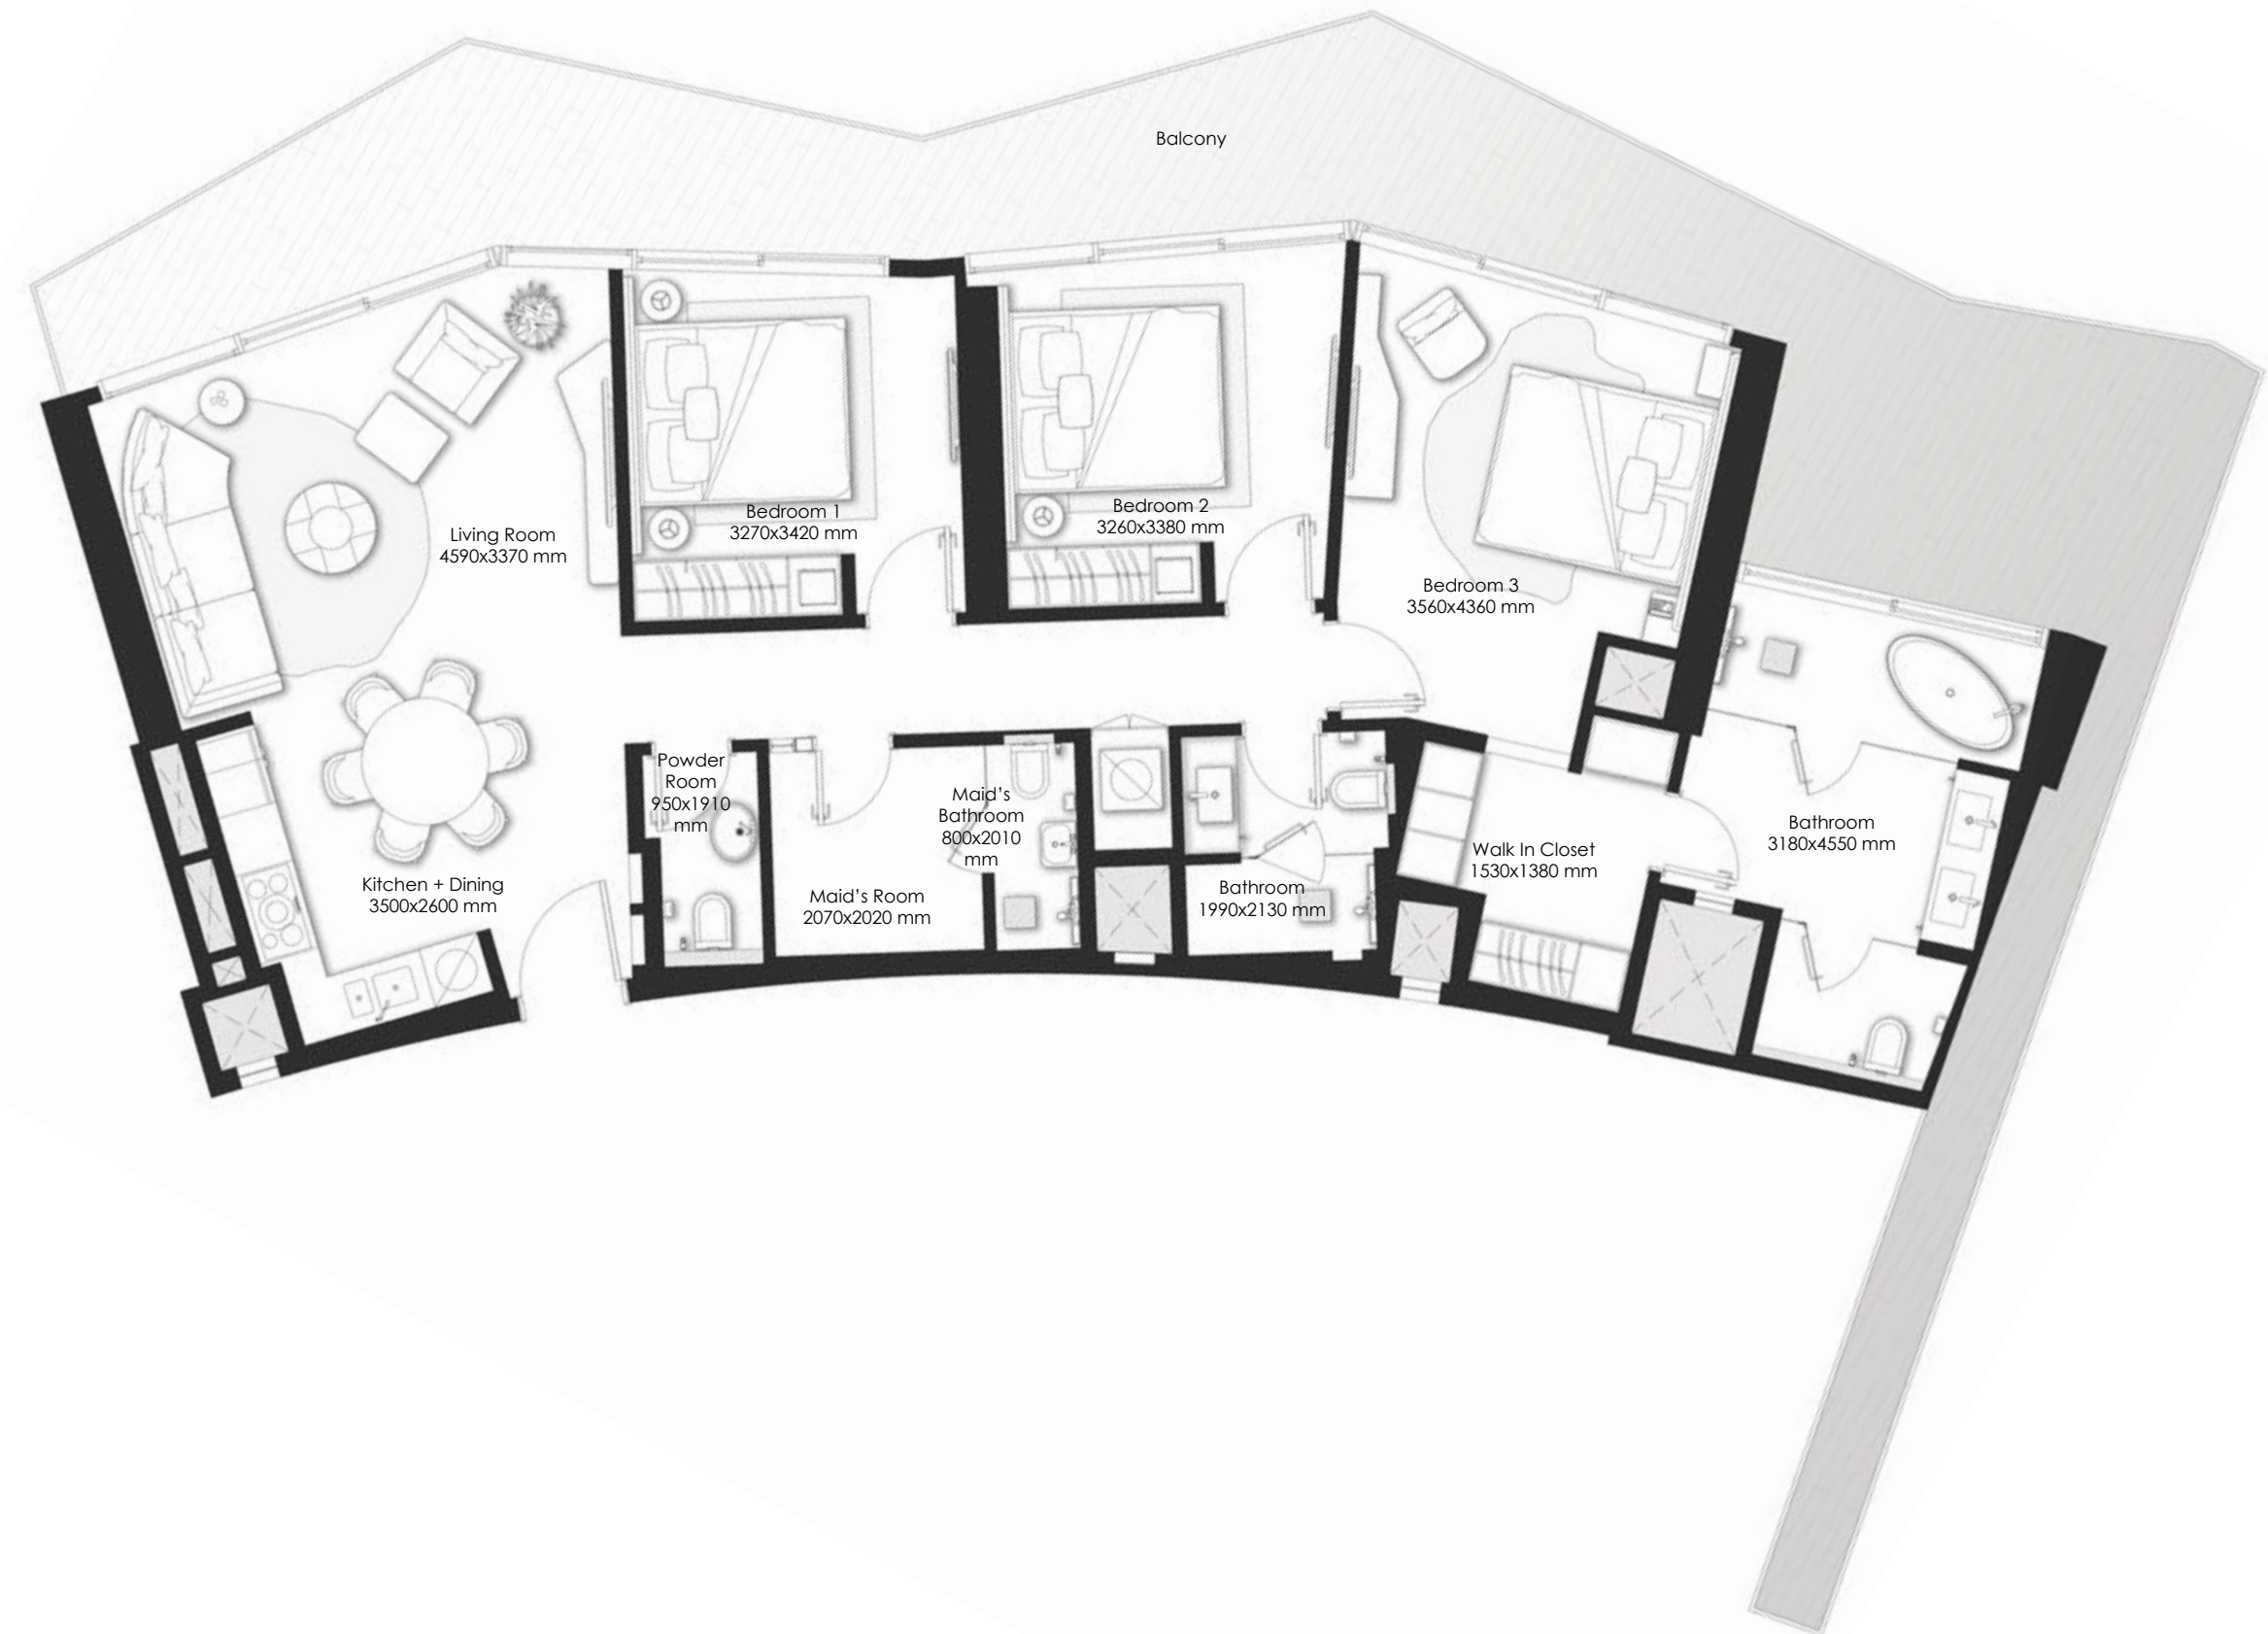 Balcony
Living Room
4590x3370 mm
Bedroom 1
3270x3420 mm
Bedroom 2
3260x3380 mm
Bedroom 3
3560x4360 mm
Kitchen + Dining
3500x2600 mm
Powder
Room
950x1910
mm
Maid's Room
2070x2020 mm
Maid's
Bathroom
800x2010
mm
Bathroom
1990x2130 mm
Walk In Closet
1530x1380 mm
Bathroom
3180x4550 mm